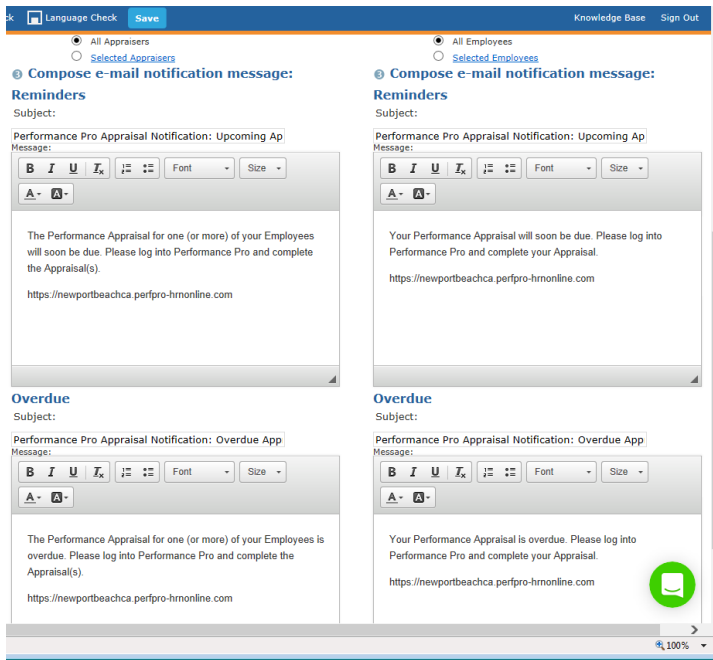 ck Language Check Save Knowledge Base Sign Out
All Appraisers
Selected Appraisers
3 Compose e-mail notification message:
Reminders
Subject:
Performance Pro Appraisal Notification: Upcoming Ap
Message:
B I U Ix Font Size
A A
The Performance Appraisal for one (or more) of your Employees
will soon be due. Please log into Performance Pro and complete
the Appraisal(s).
https://newportbeachca.perfpro-hrnonline.com
Overdue
Subject:
Performance Pro Appraisal Notification: Overdue App
Message:
B I U Ix Font Size
A A
The Performance Appraisal for one (or more) of your Employees is
overdue. Please log into Performance Pro and complete the
Appraisal(s).
https://newportbeachca.perfpro-hrnonline.com
All Employees
Selected Employees
3 Compose e-mail notification message:
Reminders
Subject:
Performance Pro Appraisal Notification: Upcoming Ap
Message:
B I U Ix Font Size
A A
Your Performance Appraisal will soon be due. Please log into
Performance Pro and complete your Appraisal.
https://newportbeachca.perfpro-hrnonline.com
Overdue
Subject:
Performance Pro Appraisal Notification: Overdue App
Message:
B I U Ix Font Size
A A
Your Performance Appraisal is overdue. Please log into
Performance Pro and complete your Appraisal.
https://newportbeachca.perfpro-hrnonline.com
100%